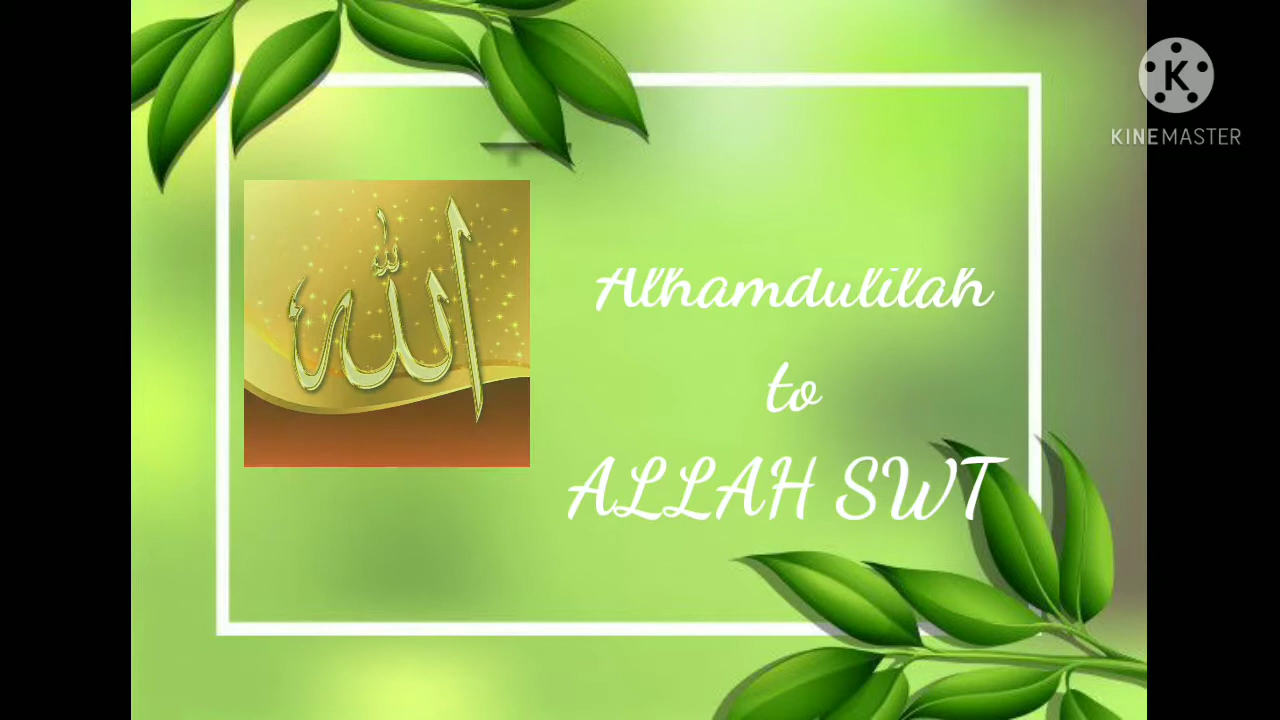 الله
Alhamdulilah
to
ALLAH SWT
K
KINEMASTER